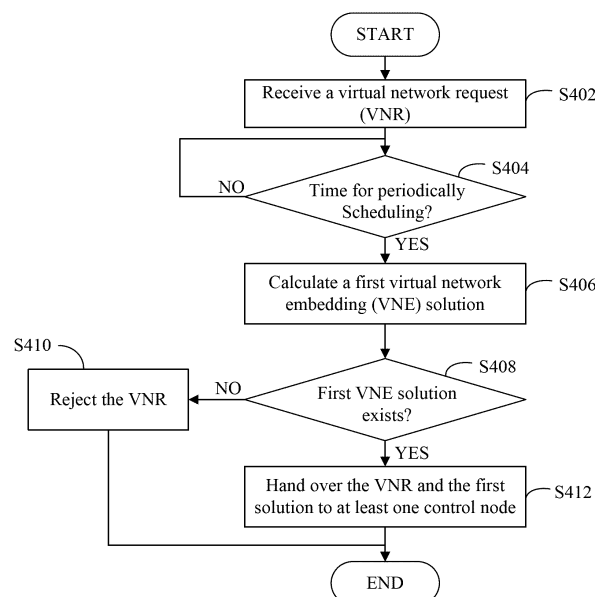 START
Receive a virtual network request
(VNR)
S402
S404
NO
Time for periodically
Scheduling?
YES
Calculate a first virtual network
embedding (VNE) solution
S406
S410
S408
Reject the VNR
NO
First VNE solution
exists?
YES
Hand over the VNR and the first
solution to at least one control node
S412
END